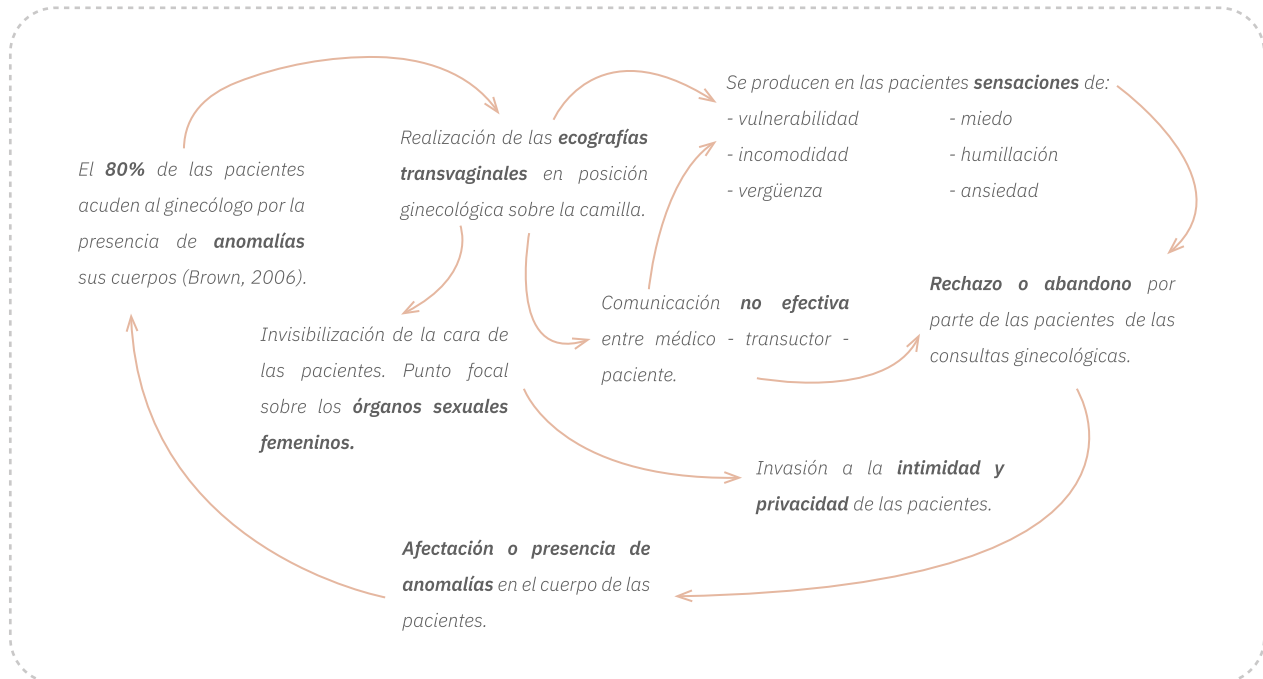 El 80% de las pacientes
acuden al ginecólogo por la
presencia de anomalías
sus cuerpos (Brown, 2006).
Realización de las ecografías
transvaginales en posición
ginecológica sobre la camilla.
Se producen en las pacientes sensaciones de:
- vulnerabilidad
- incomodidad
- vergüenza
- miedo
- humillación
- ansiedad
Invisibilización de la cara de
las pacientes. Punto focal
sobre los órganos sexuales
femeninos.
Comunicación no efectiva
entre médico - transuctor -
paciente.
Rechazo o abandono por
parte de las pacientes de las
consultas ginecológicas.
Invasión a la intimidad y
privacidad de las pacientes.
Afectación o presencia de
anomalías en el cuerpo de las
pacientes.